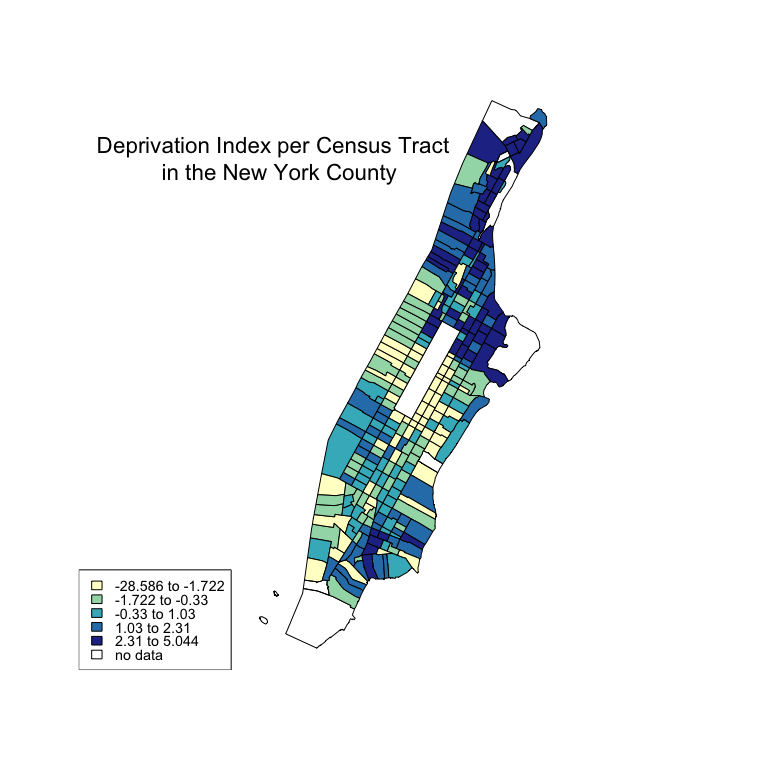 Deprivation Index per Census Tract
in the New York County
-28.586 to -1.722
-1.722 to -0.33
-0.33 to 1.03
1.03 to 2.31
2.31 to 5.044
no data